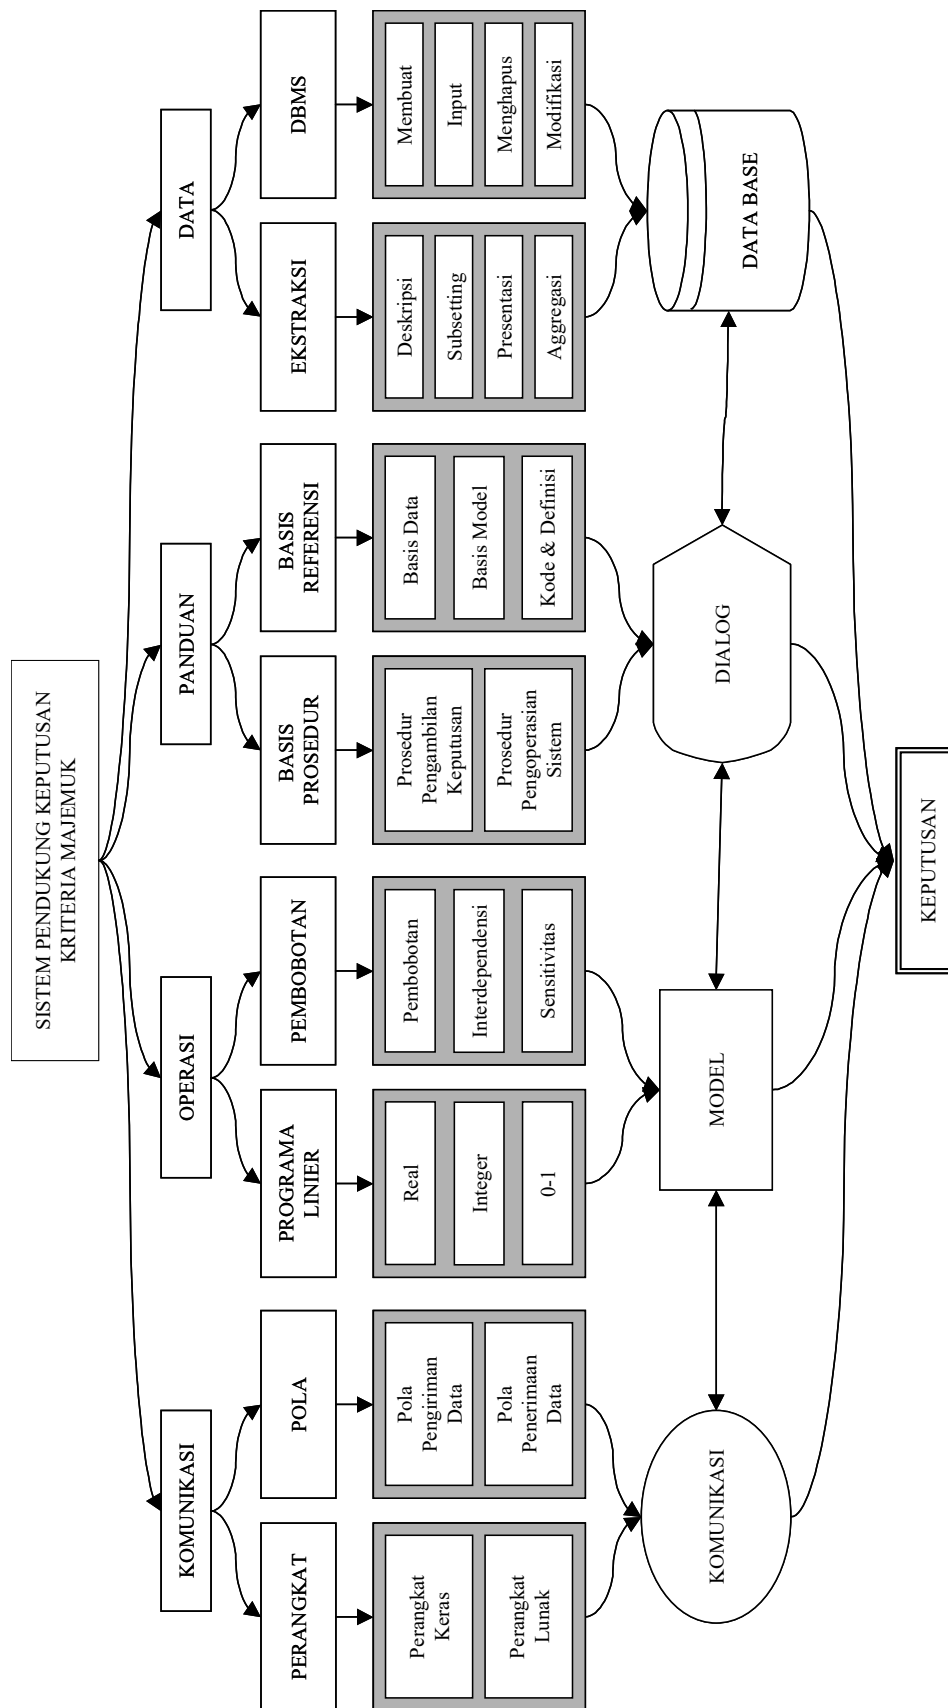 SISTEM PENDUKUNG KEPUTUSAN
KRITERIA MAJEMUK
KOMUNIKASI
OPERASI
PANDUAN
DATA
PERANGKAT
POLA
PROGRAMA
LINIER
PEMBOBOTAN
BASIS
PROSEDUR
BASIS
REFERENSI
EKSTRAKSI
DBMS
Perangkat
Keras
Perangkat
Lunak
Pola
Pengiriman
Data
Pola
Penerimaan
Data
Real
Integer
0-1
Pembobotan
Interdependensi
Sensitivitas
Prosedur
Pengambilan
Keputusan
Prosedur
Pengoperasian
Sistem
Basis Data
Basis Model
Kode & Definisi
Deskripsi
Subsetting
Presentasi
Aggregasi
Membuat
Input
Menghapus
Modifikasi
KOMUNIKASI
MODEL
DIALOG
DATA BASE
KEPUTUSAN